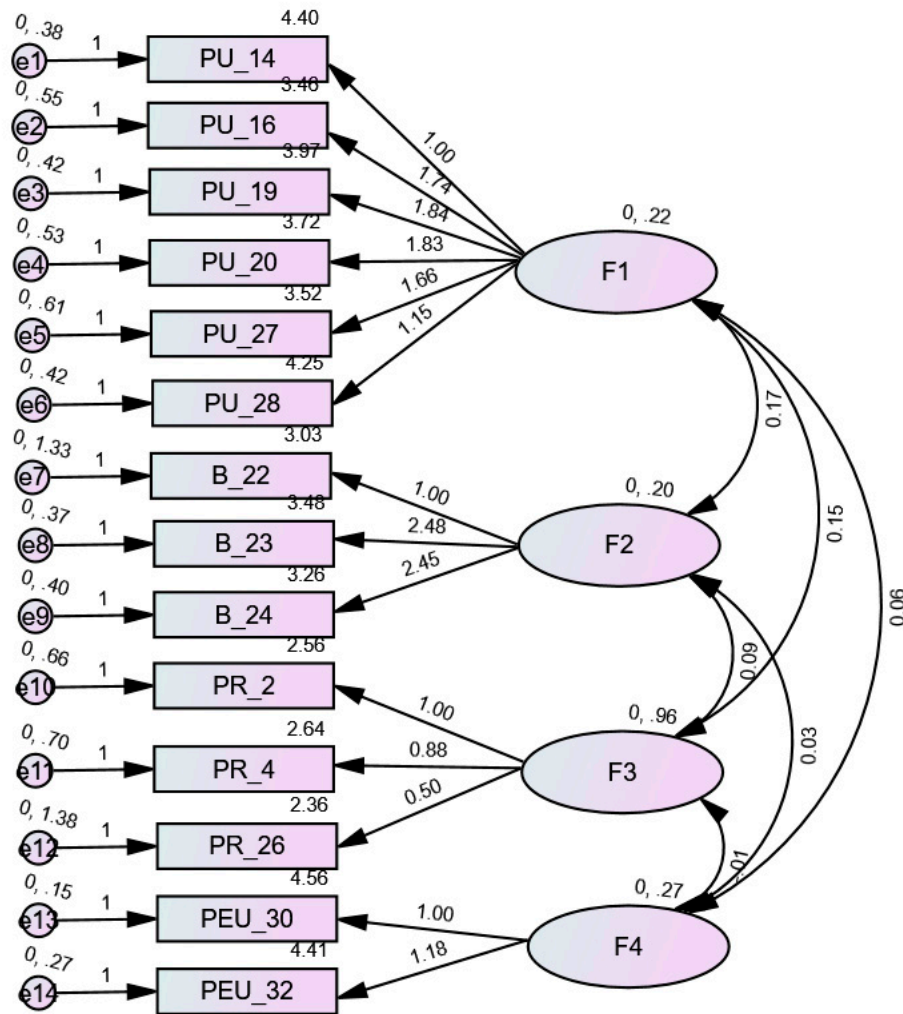 4.40
0, .38
1
e1
PU_14
3.46
0, .55
1
e2
PU_16
3.97
0, .42
1
e3
PU_19
3.72
0, .53
1
e4
PU_20
3.52
0, .61
1
e5
PU_27
4.25
0, .42
1
e6
PU_28
3.03
0, 1.33
1
e7
B_22
3.48
0, .37
1
e8
B_23
3.26
0, .40
1
e9
B_24
2.56
0, .66
1
e10
PR_2
2.64
0, .70
1
e11
PR_4
2.36
0, 1.38
1
e12
PR_26
4.56
0, .15
1
e13
PEU_30
4.41
0, .27
1
e14
PEU_32
1.00
1.74
1.84
1.83
1.66
1.15
0, .22
F1
1.00
2.48
2.45
0, .20
F2
1.00
0.88
0.50
0, .96
F3
1.00
1.18
0, .27
F4
0.17
0.15
0.06
0.09
0.03